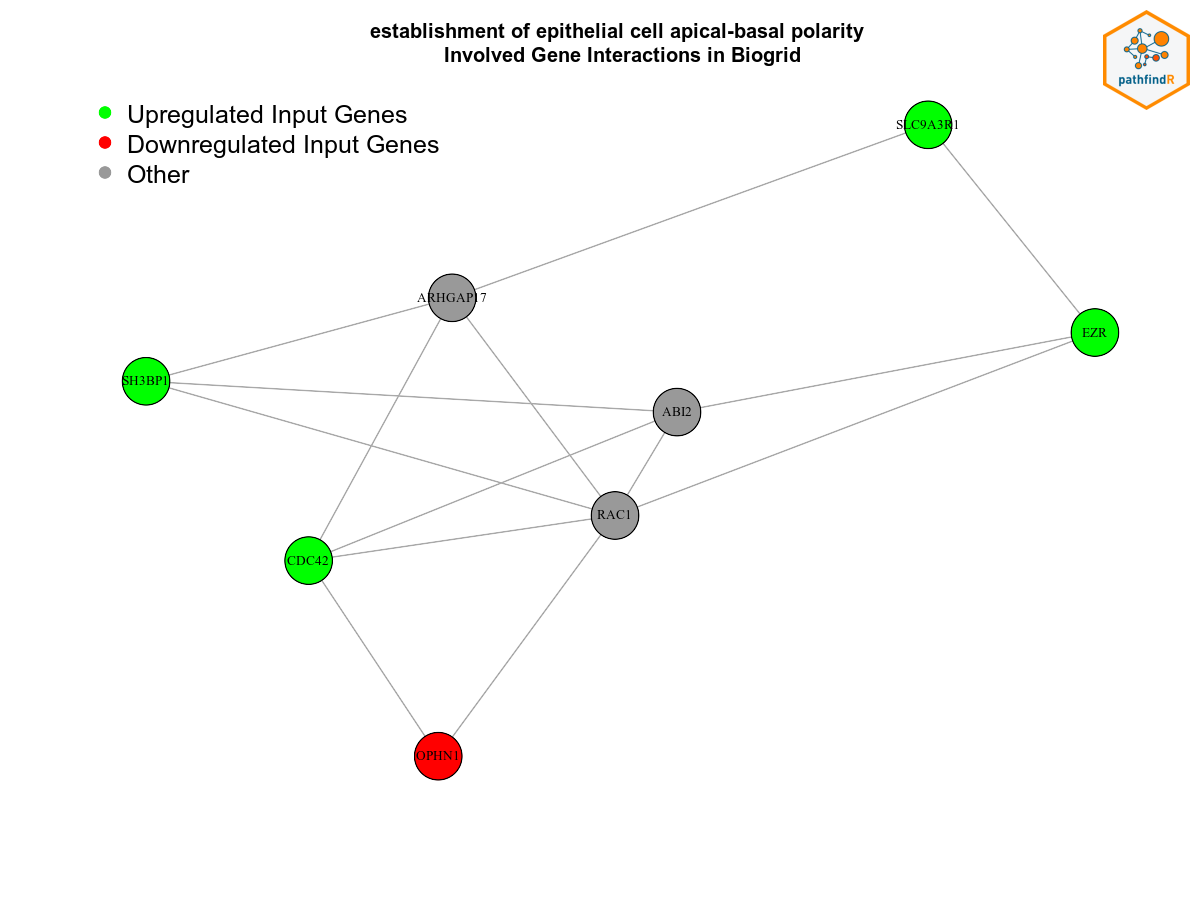 establishment of epithelial cell apical-basal polarity
Involved Gene Interactions in Biogrid
pathfindR
Upregulated Input Genes
Downregulated Input Genes
Other
SLC9A3R1
ARHGAP17
EZR
SH3BP1
ABI2
RAC1
CDC42
OPHN1